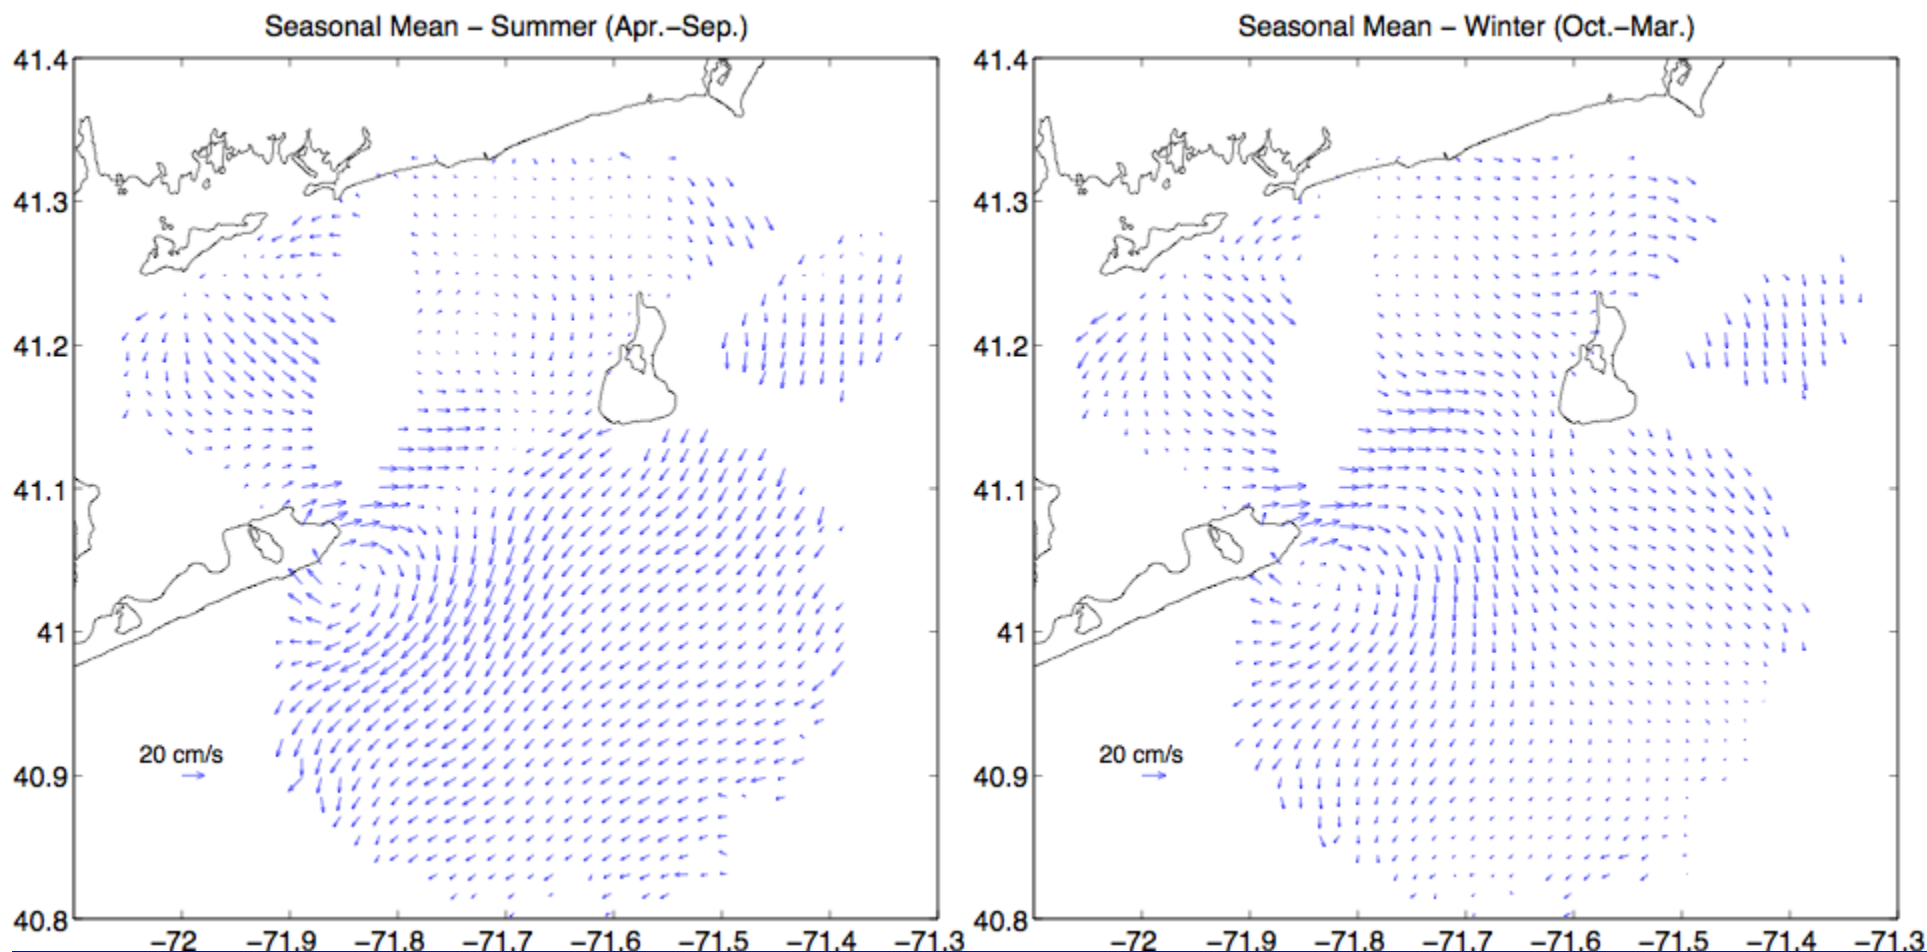 Seasonal Mean – Summer (Apr.–Sep.)
41.4
41.3
41.2
41.1
41
40.9
40.8
20 cm/s
–72 –71.9 –71.8 –71.7 –71.6 –71.5 –71.4 –71.3
Seasonal Mean – Winter (Oct.–Mar.)
41.4
41.3
41.2
41.1
41
40.9
40.8
20 cm/s
–72 –71.9 –71.8 –71.7 –71.6 –71.5 –71.4 –71.3